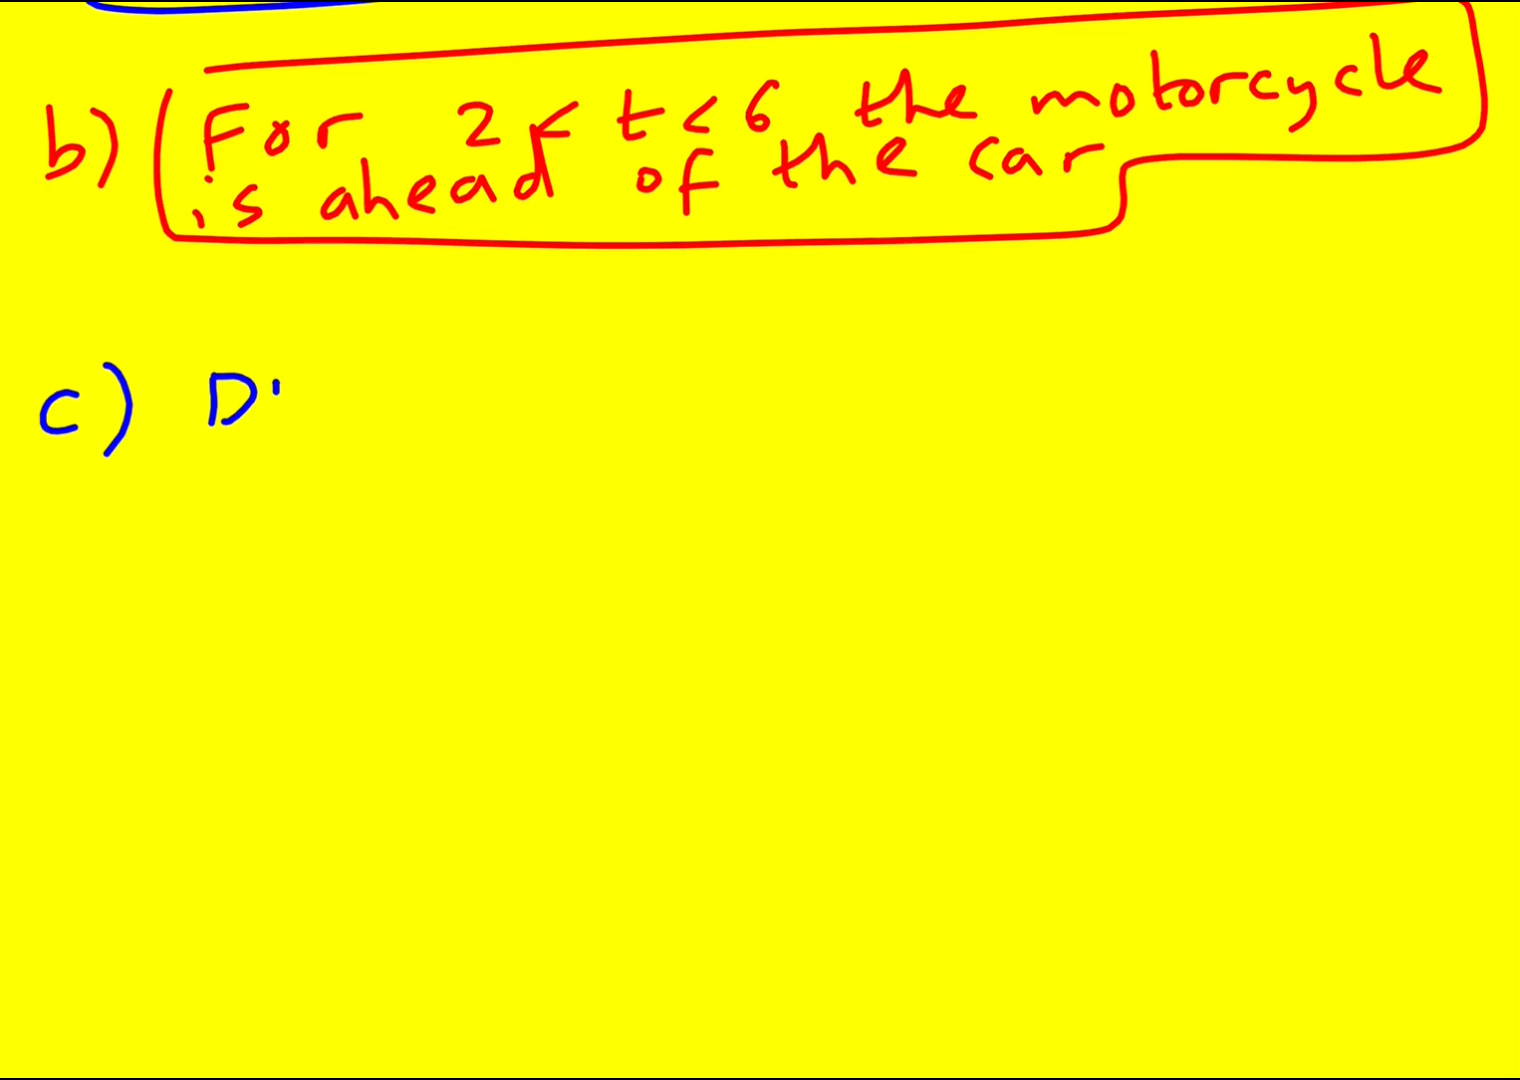 b) For 2 < t < 6 the motorcycle
is ahead of the car
c) D'